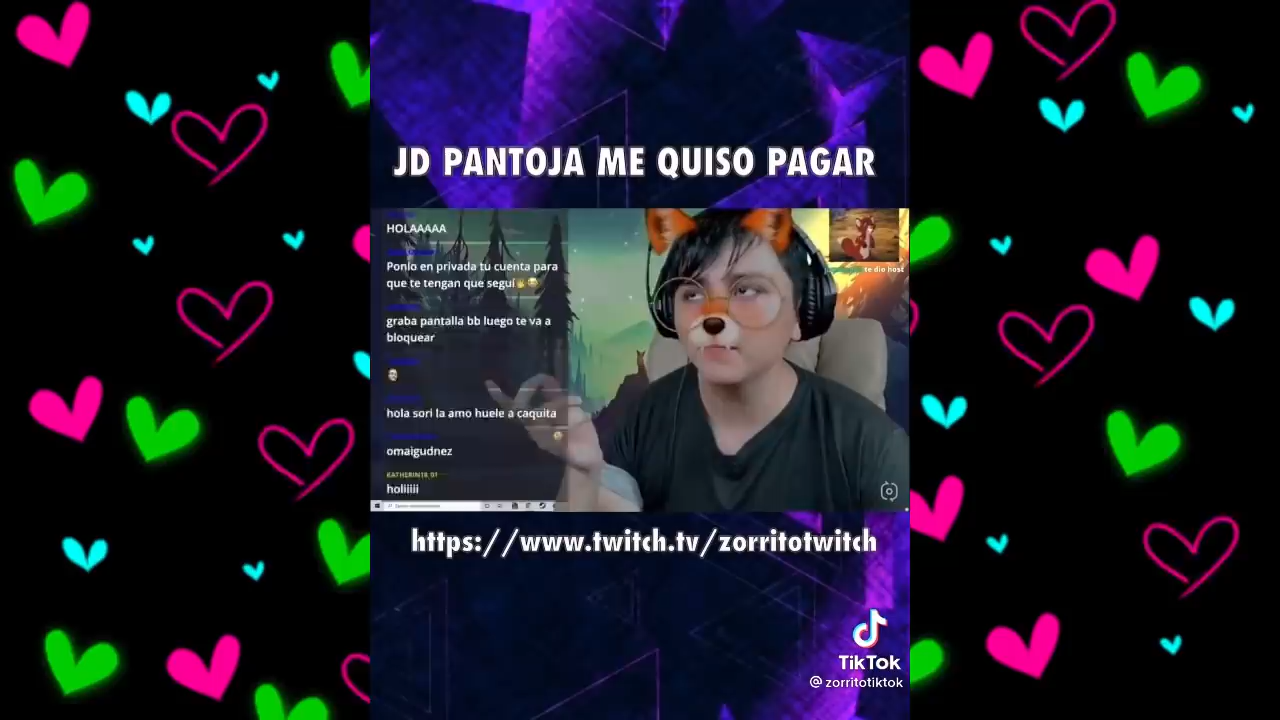 JD PANTOJA ME QUISO PAGAR
HOLAAAAA
Ponlo en privada tu cuenta para
que te tengan que segui
graba pantalla bb luego te va a
bloquear
hola sori la amo huele a caquita
omaigudnez
KATHERIN18_01
holiiiii
te dio host
https://www.twitch.tv/zorritotwitch
TikTok
@zorritotiktok